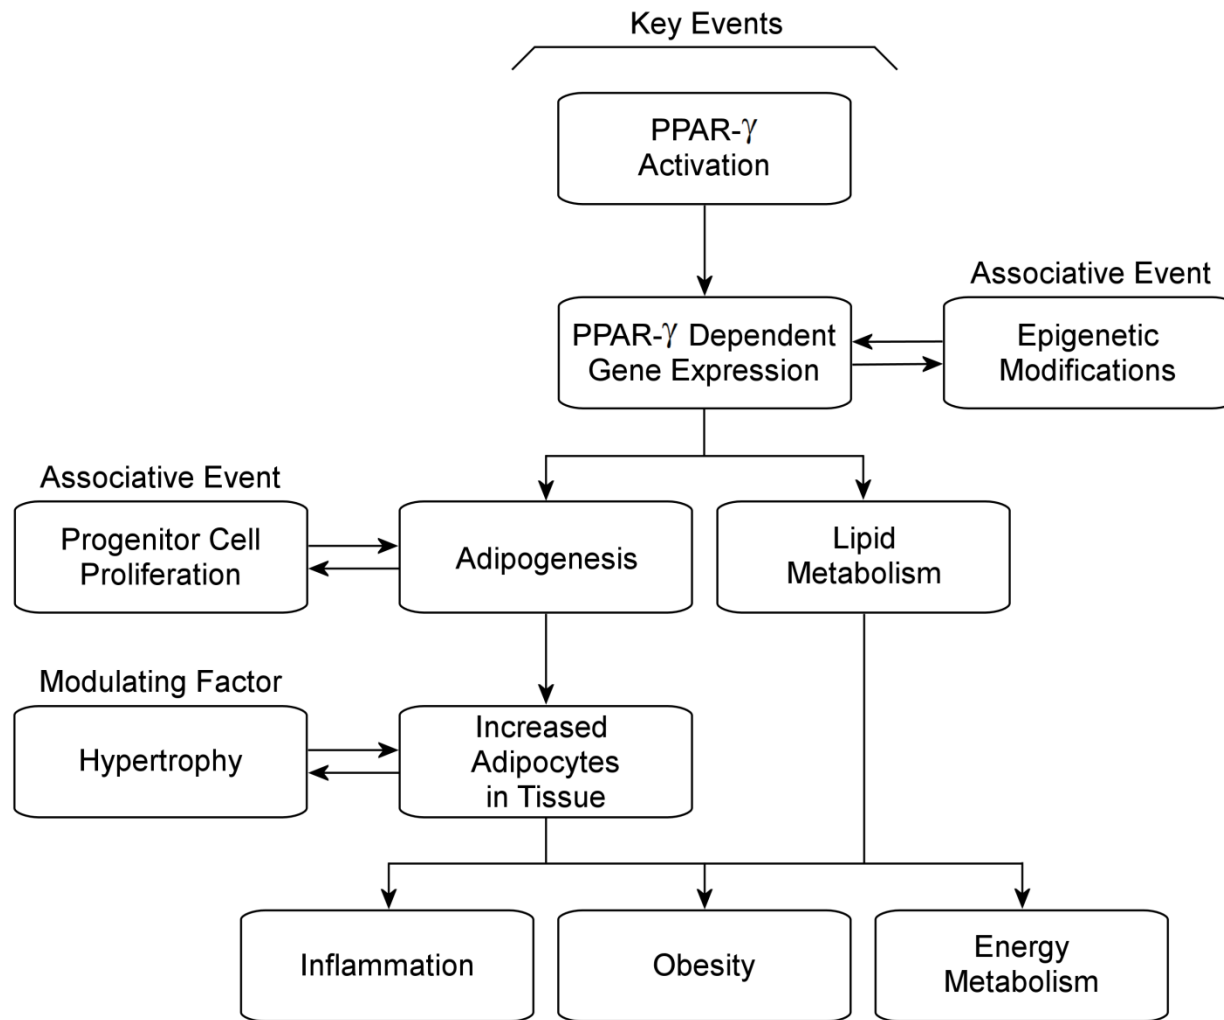 Key Events
PPAR-γ
Activation
Associative Event
PPAR-γ Dependent
Gene Expression
Epigenetic
Modifications
Associative Event
Progenitor Cell
Proliferation
Adipogenesis
Lipid
Metabolism
Modulating Factor
Hypertrophy
Increased
Adipocytes
in Tissue
Inflammation
Obesity
Energy
Metabolism